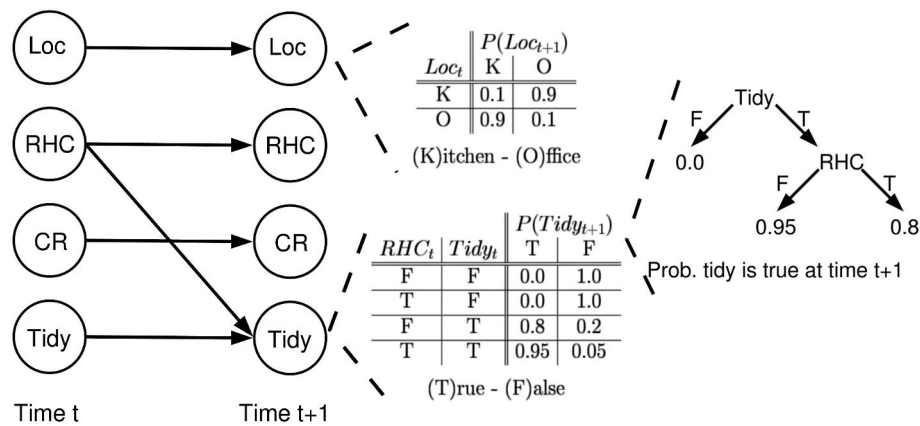 Loc
Loc
RHC
RHC
CR
CR
Tidy
Tidy
Time t
Time t+1
P(Loc_{t+1})
Loc_t K O
K 0.1 0.9
O 0.9 0.1
(K)itchen - (O)ffice
P(Tidy_{t+1})
RHC_t Tidy_t T F
F F 0.0 1.0
T F 0.0 1.0
F T 0.8 0.2
T T 0.95 0.05
(T)rue - (F)alse
Tidy
F T
0.0 RHC
F T
0.95 0.8
Prob. tidy is true at time t+1